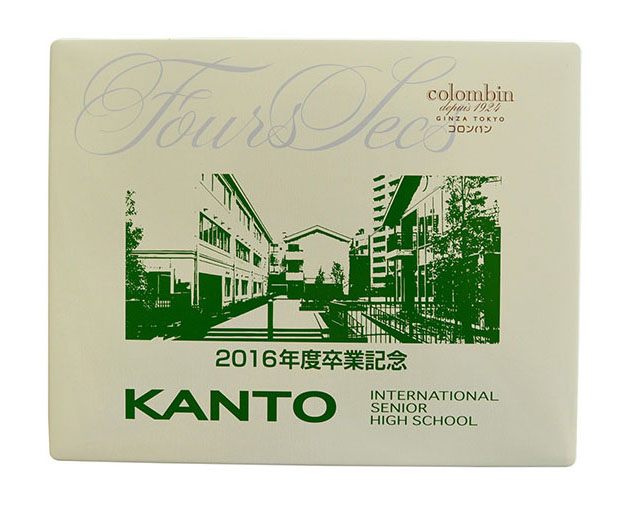 Fours Secs
colombin
depuis 1924
GINZA TOKYO
コロンバン
2016年度卒業記念
KANTO
INTERNATIONAL
SENIOR
HIGH SCHOOL